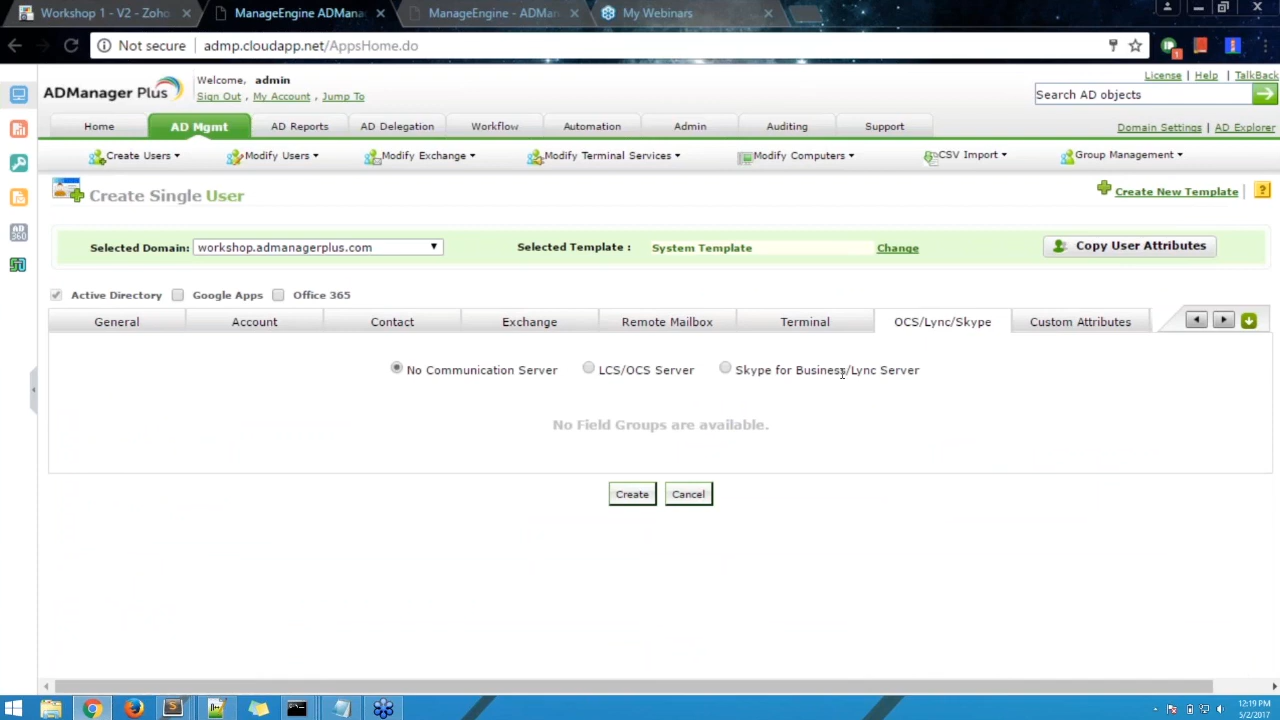 Workshop 1 - V2 - Zoho
ManageEngine ADMana
ManageEngine - ADMan
My Webinars
Not secure
admp.cloudapp.net/AppsHome.do
1
License | Help | TalkBack
ADManager Plus
Welcome, admin
Sign Out , My Account , Jump To
Search AD objects
Home
AD Mgmt
AD Reports
AD Delegation
Workflow
Automation
Admin
Auditing
Support
Domain Settings | AD Explorer
Create Users
Modify Users
Modify Exchange
Modify Terminal Services
Modify Computers
CSV Import
Group Management
Create Single User
Create New Template
?
Selected Domain: workshop.admanagerplus.com
Selected Template : System Template Change
Copy User Attributes
AD
360
Active Directory
Google Apps
Office 365
General
Account
Contact
Exchange
Remote Mailbox
Terminal
OCS/Lync/Skype
Custom Attributes
No Communication Server
LCS/OCS Server
Skype for Business/Lync Server
No Field Groups are available.
Create
Cancel
12:19 PM
5/2/2017